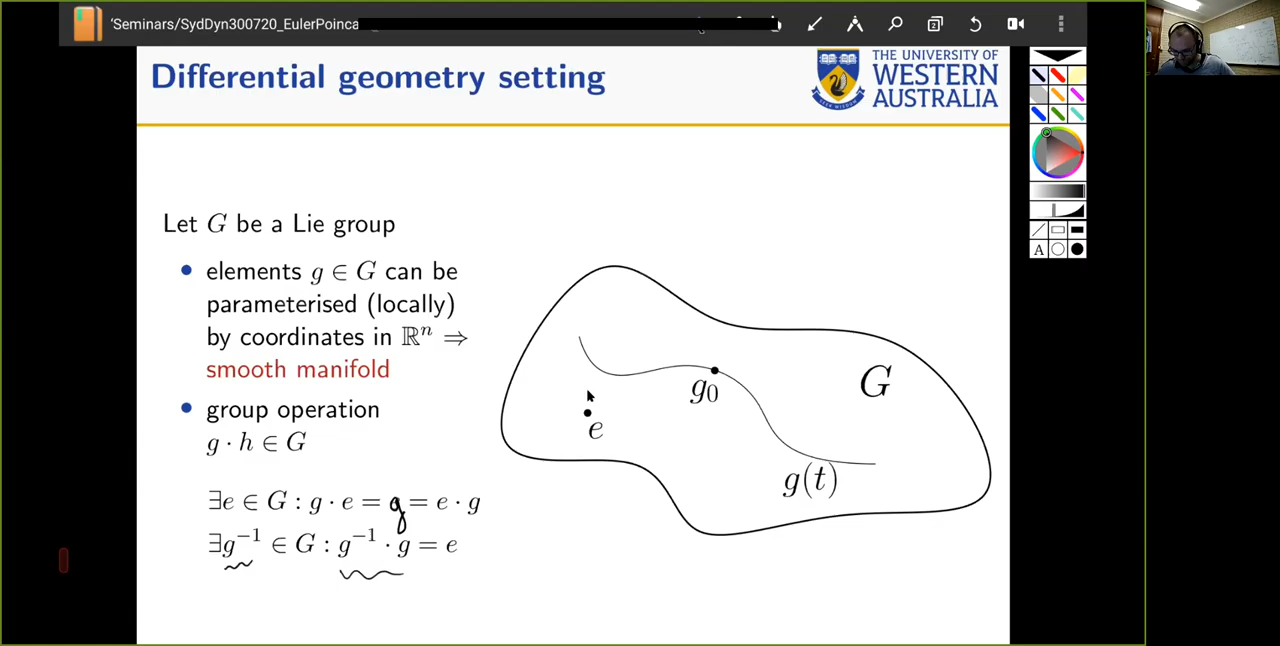 'Seminars/SydDyn300720_EulerPoinca
Differential geometry setting
THE UNIVERSITY OF
WESTERN
AUSTRALIA
Let G be a Lie group
• elements g ∈ G can be
parameterised (locally)
by coordinates in ℝⁿ ⇒
smooth manifold
• group operation
g · h ∈ G
∃e ∈ G : g · e = g = e · g
∃g⁻¹ ∈ G : g⁻¹ · g = e
G
g₀
e
g(t)
A